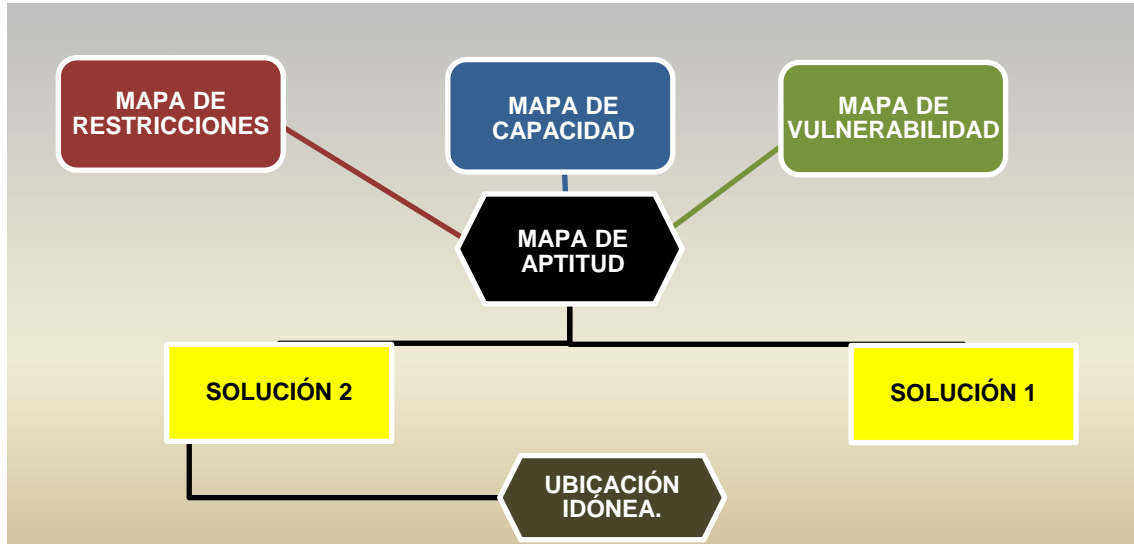 MAPA DE
RESTRICCIONES
MAPA DE
CAPACIDAD
MAPA DE
VULNERABILIDAD
MAPA DE
APTITUD
SOLUCIÓN 2
SOLUCIÓN 1
UBICACIÓN
IDÓNEA.